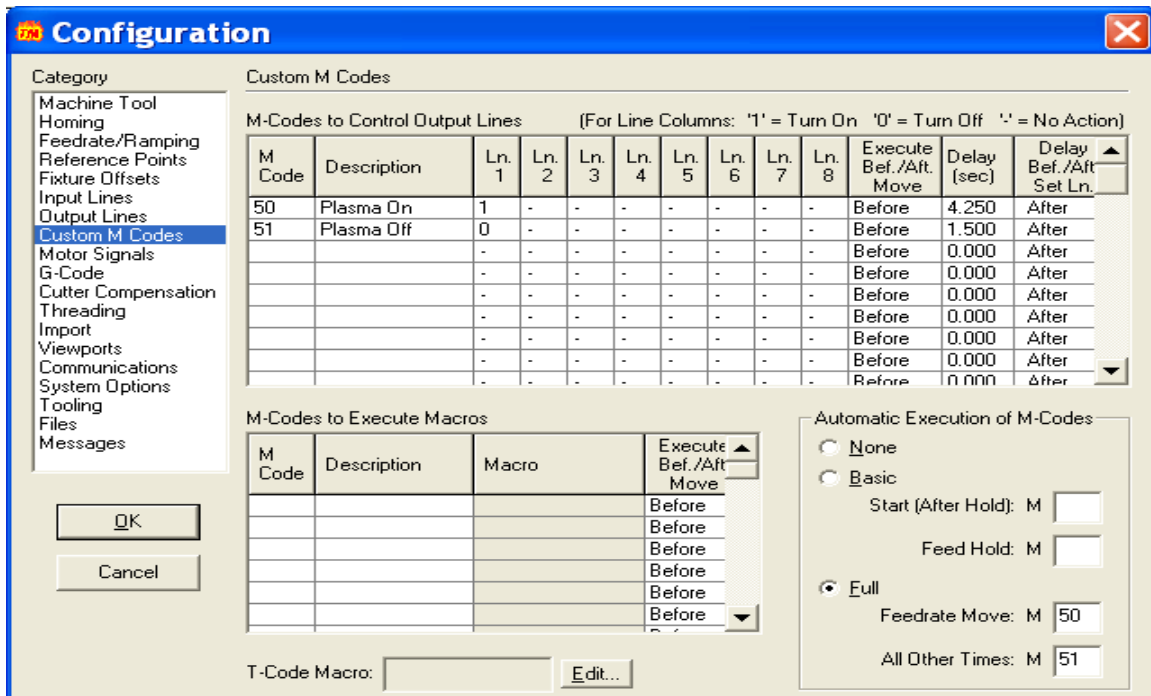 Configuration
Category
Machine Tool
Homing
Feedrate/Ramping
Reference Points
Fixture Offsets
Input Lines
Output Lines
Custom M Codes
Motor Signals
G-Code
Cutter Compensation
Threading
Import
Viewports
Communications
System Options
Tooling
Files
Messages
OK
Cancel
Custom M Codes
M-Codes to Control Output Lines (For Line Columns: '1' = Turn On '0' = Turn Off '-' = No Action)
M Code Description Ln. 1 Ln. 2 Ln. 3 Ln. 4 Ln. 5 Ln. 6 Ln. 7 Ln. 8 Execute Bef./Aft. Move Delay (sec) Delay Bef./Aft Set Ln.
50 Plasma On 1 - - - - - - - Before 4.250 After
51 Plasma Off 0 - - - - - - - Before 1.500 After
- - - - - - - - Before 0.000 After
- - - - - - - - Before 0.000 After
- - - - - - - - Before 0.000 After
- - - - - - - - Before 0.000 After
- - - - - - - - Before 0.000 After
- - - - - - - - Before 0.000 After
- - - - - - - - Before 0.000 After
- - - - - - - - Before 0.000 After
M-Codes to Execute Macros
M Code Description Macro Execute Bef./Aft Move
Before
Before
Before
Before
Before
Before
T-Code Macro: Edit...
Automatic Execution of M-Codes
None
Basic
Start (After Hold): M
Feed Hold: M
Full
Feedrate Move: M 50
All Other Times: M 51